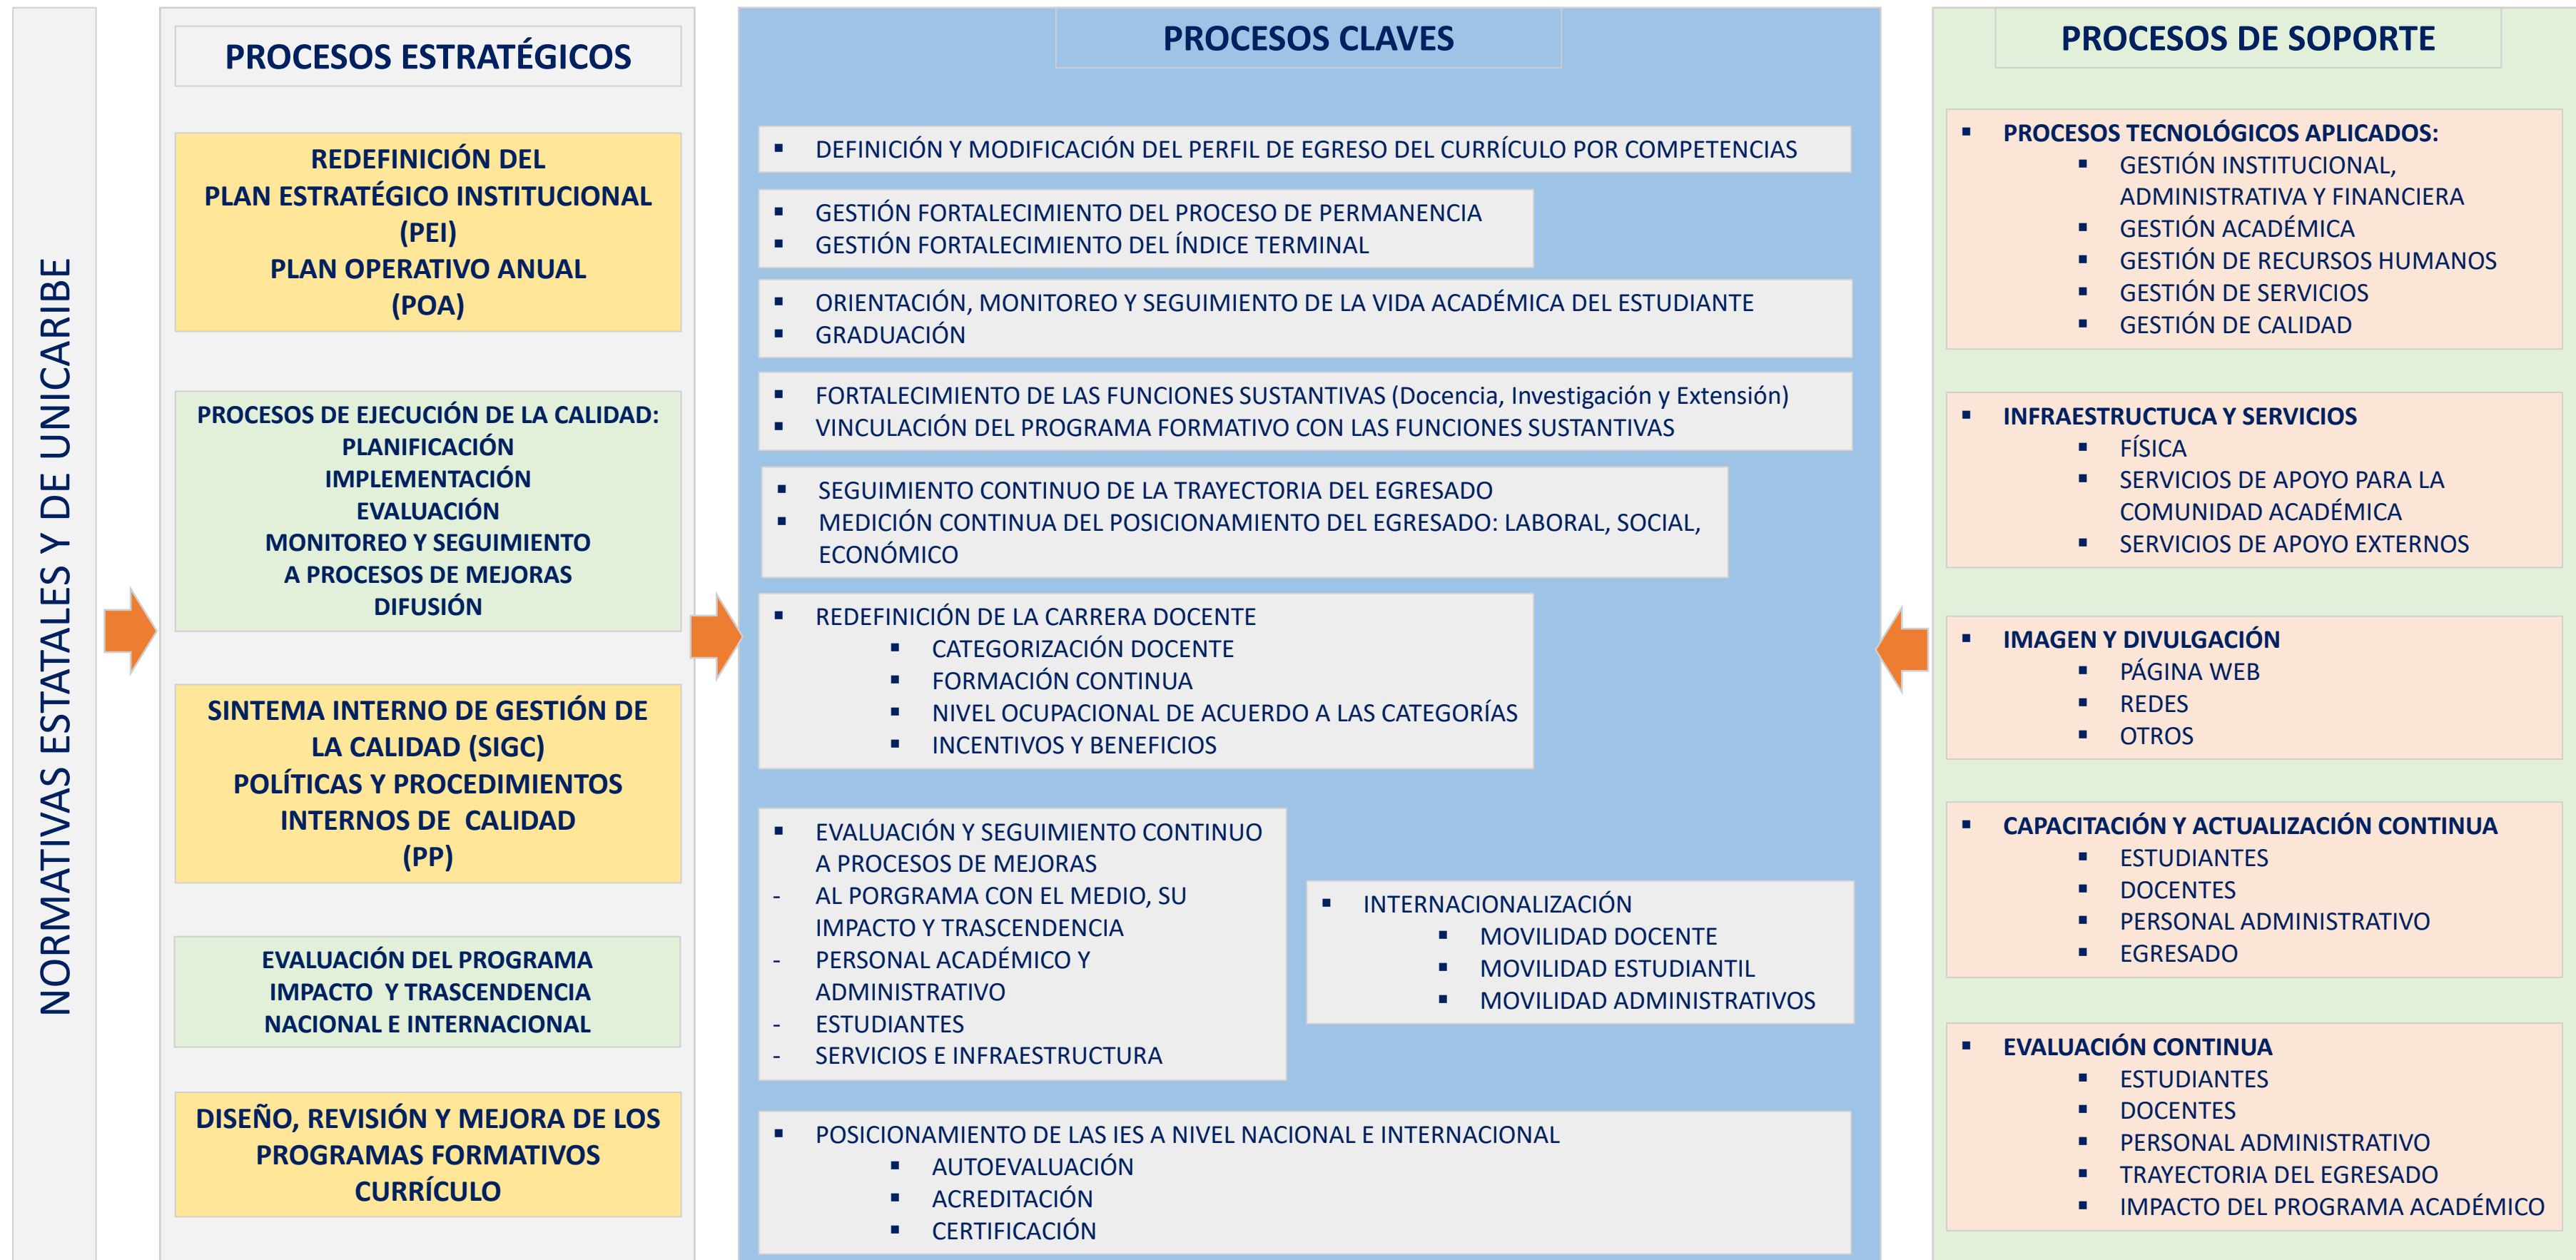 NORMATIVAS ESTATALES Y DE UNICARIBE
PROCESOS ESTRATÉGICOS
REDEFINICIÓN DEL
PLAN ESTRATÉGICO INSTITUCIONAL
(PEI)
PLAN OPERATIVO ANUAL
(POA)
PROCESOS DE EJECUCIÓN DE LA CALIDAD:
PLANIFICACIÓN
IMPLEMENTACIÓN
EVALUACIÓN
MONITOREO Y SEGUIMIENTO
A PROCESOS DE MEJORAS
DIFUSIÓN
SINTEMA INTERNO DE GESTIÓN DE
LA CALIDAD (SIGC)
POLÍTICAS Y PROCEDIMIENTOS
INTERNOS DE CALIDAD
(PP)
EVALUACIÓN DEL PROGRAMA
IMPACTO Y TRASCENDENCIA
NACIONAL E INTERNACIONAL
DISEÑO, REVISIÓN Y MEJORA DE LOS
PROGRAMAS FORMATIVOS
CURRÍCULO
PROCESOS CLAVES
▪ DEFINICIÓN Y MODIFICACIÓN DEL PERFIL DE EGRESO DEL CURRÍCULO POR COMPETENCIAS
▪ GESTIÓN FORTALECIMIENTO DEL PROCESO DE PERMANENCIA
▪ GESTIÓN FORTALECIMIENTO DEL ÍNDICE TERMINAL
▪ ORIENTACIÓN, MONITOREO Y SEGUIMIENTO DE LA VIDA ACADÉMICA DEL ESTUDIANTE
▪ GRADUACIÓN
▪ FORTALECIMIENTO DE LAS FUNCIONES SUSTANTIVAS (Docencia, Investigación y Extensión)
▪ VINCULACIÓN DEL PROGRAMA FORMATIVO CON LAS FUNCIONES SUSTANTIVAS
▪ SEGUIMIENTO CONTINUO DE LA TRAYECTORIA DEL EGRESADO
▪ MEDICIÓN CONTINUA DEL POSICIONAMIENTO DEL EGRESADO: LABORAL, SOCIAL,
ECONÓMICO
▪ REDEFINICIÓN DE LA CARRERA DOCENTE
▪ CATEGORIZACIÓN DOCENTE
▪ FORMACIÓN CONTINUA
▪ NIVEL OCUPACIONAL DE ACUERDO A LAS CATEGORÍAS
▪ INCENTIVOS Y BENEFICIOS
▪ EVALUACIÓN Y SEGUIMIENTO CONTINUO
A PROCESOS DE MEJORAS
- AL PORGRAMA CON EL MEDIO, SU
IMPACTO Y TRASCENDENCIA
- PERSONAL ACADÉMICO Y
ADMINISTRATIVO
- ESTUDIANTES
- SERVICIOS E INFRAESTRUCTURA
▪ INTERNACIONALIZACIÓN
▪ MOVILIDAD DOCENTE
▪ MOVILIDAD ESTUDIANTIL
▪ MOVILIDAD ADMINISTRATIVOS
▪ POSICIONAMIENTO DE LAS IES A NIVEL NACIONAL E INTERNACIONAL
▪ AUTOEVALUACIÓN
▪ ACREDITACIÓN
▪ CERTIFICACIÓN
PROCESOS DE SOPORTE
▪ PROCESOS TECNOLÓGICOS APLICADOS:
▪ GESTIÓN INSTITUCIONAL,
ADMINISTRATIVA Y FINANCIERA
▪ GESTIÓN ACADÉMICA
▪ GESTIÓN DE RECURSOS HUMANOS
▪ GESTIÓN DE SERVICIOS
▪ GESTIÓN DE CALIDAD
▪ INFRAESTRUCTUCA Y SERVICIOS
▪ FÍSICA
▪ SERVICIOS DE APOYO PARA LA
COMUNIDAD ACADÉMICA
▪ SERVICIOS DE APOYO EXTERNOS
▪ IMAGEN Y DIVULGACIÓN
▪ PÁGINA WEB
▪ REDES
▪ OTROS
▪ CAPACITACIÓN Y ACTUALIZACIÓN CONTINUA
▪ ESTUDIANTES
▪ DOCENTES
▪ PERSONAL ADMINISTRATIVO
▪ EGRESADO
▪ EVALUACIÓN CONTINUA
▪ ESTUDIANTES
▪ DOCENTES
▪ PERSONAL ADMINISTRATIVO
▪ TRAYECTORIA DEL EGRESADO
▪ IMPACTO DEL PROGRAMA ACADÉMICO